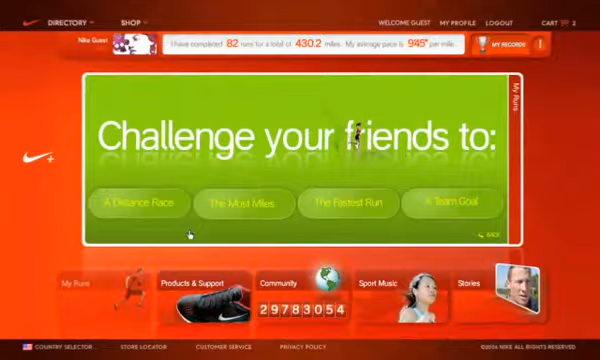 DIRECTORY SHOP WELCOME GUEST MY PROFILE LOGOUT CART 2
Nike Guest I have completed 82 runs for a total of 430.2 miles. My average pace is 9'45" per mile. MY RECORDS
My Runs
Challenge your friends to:
A Distance Race The Most Miles The Fastest Run A Team Goal
BACK
My Runs Products & Support Community Sport Music Stories
29783054
COUNTRY SELECTOR STORE LOCATOR CUSTOMER SERVICE PRIVACY POLICY ©2006 NIKE ALL RIGHTS RESERVED